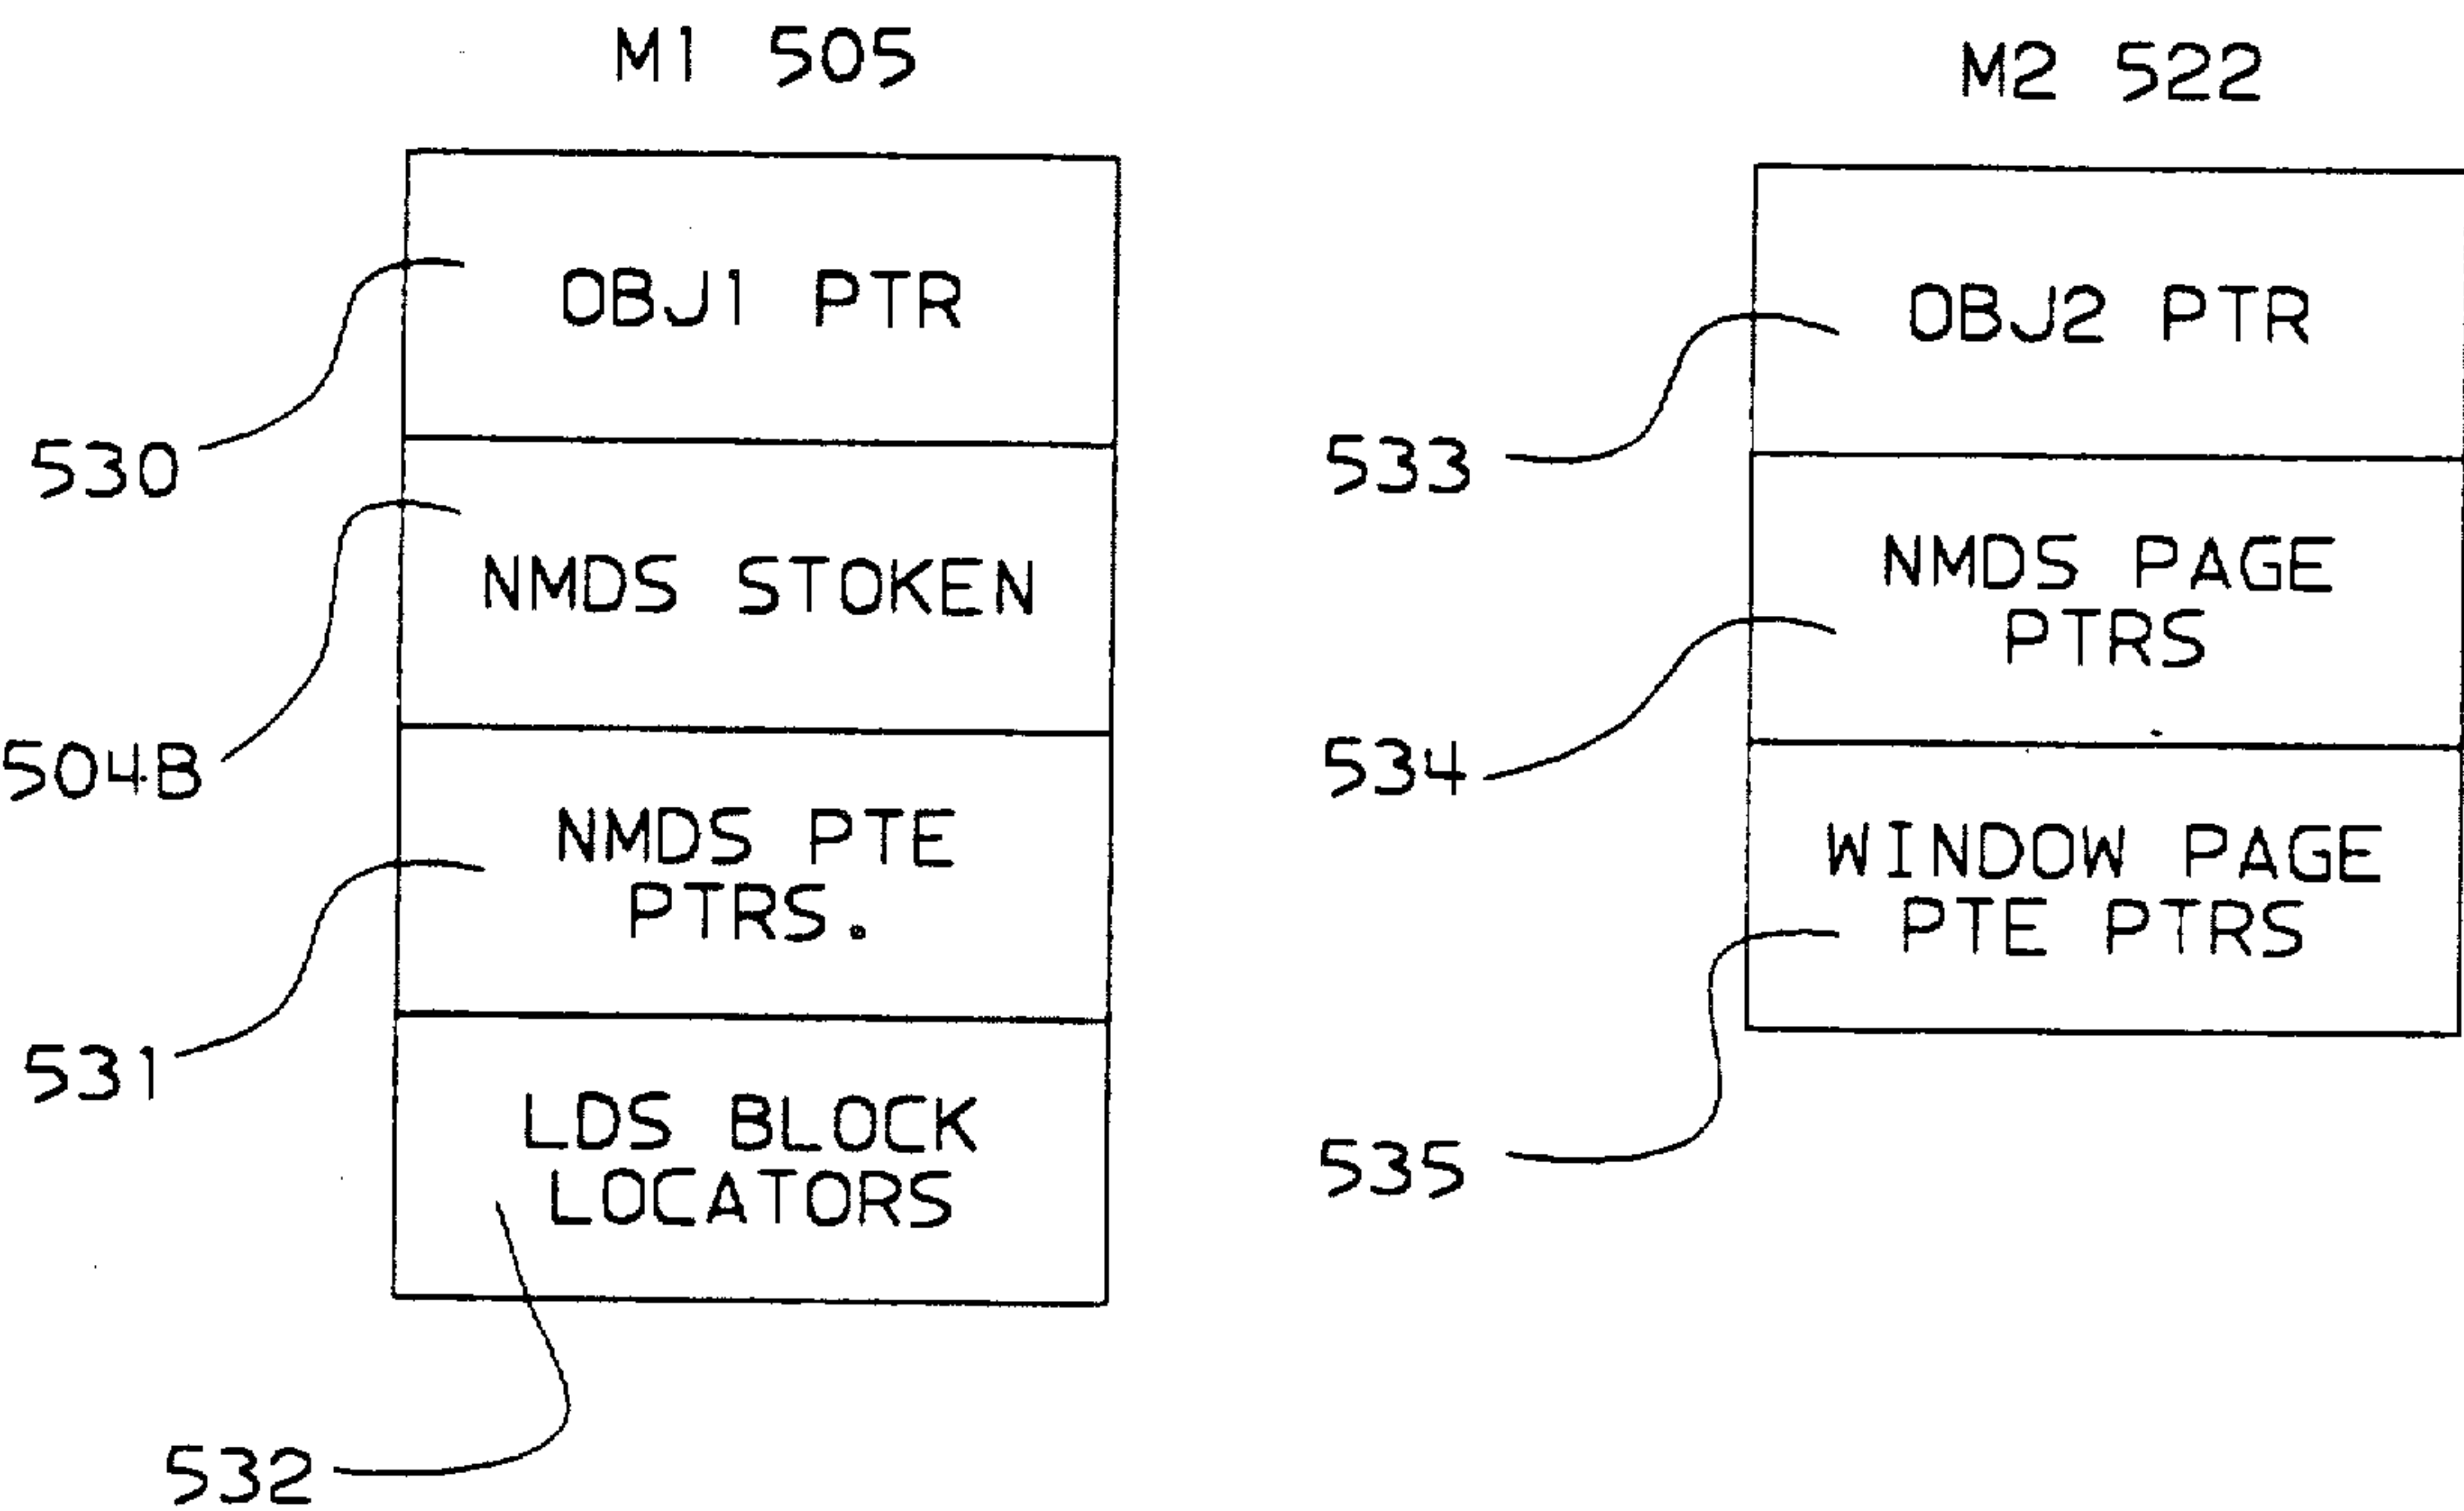 M1 505
OBJ1 PTR
530
NMDS STOKEN
504B
NMDS PTE
PTRS.
531
LDS BLOCK
LOCATORS
532
M2 522
OBJ2 PTR
533
NMDS PAGE
PTRS
534
WINDOW PAGE
PTE PTRS
535